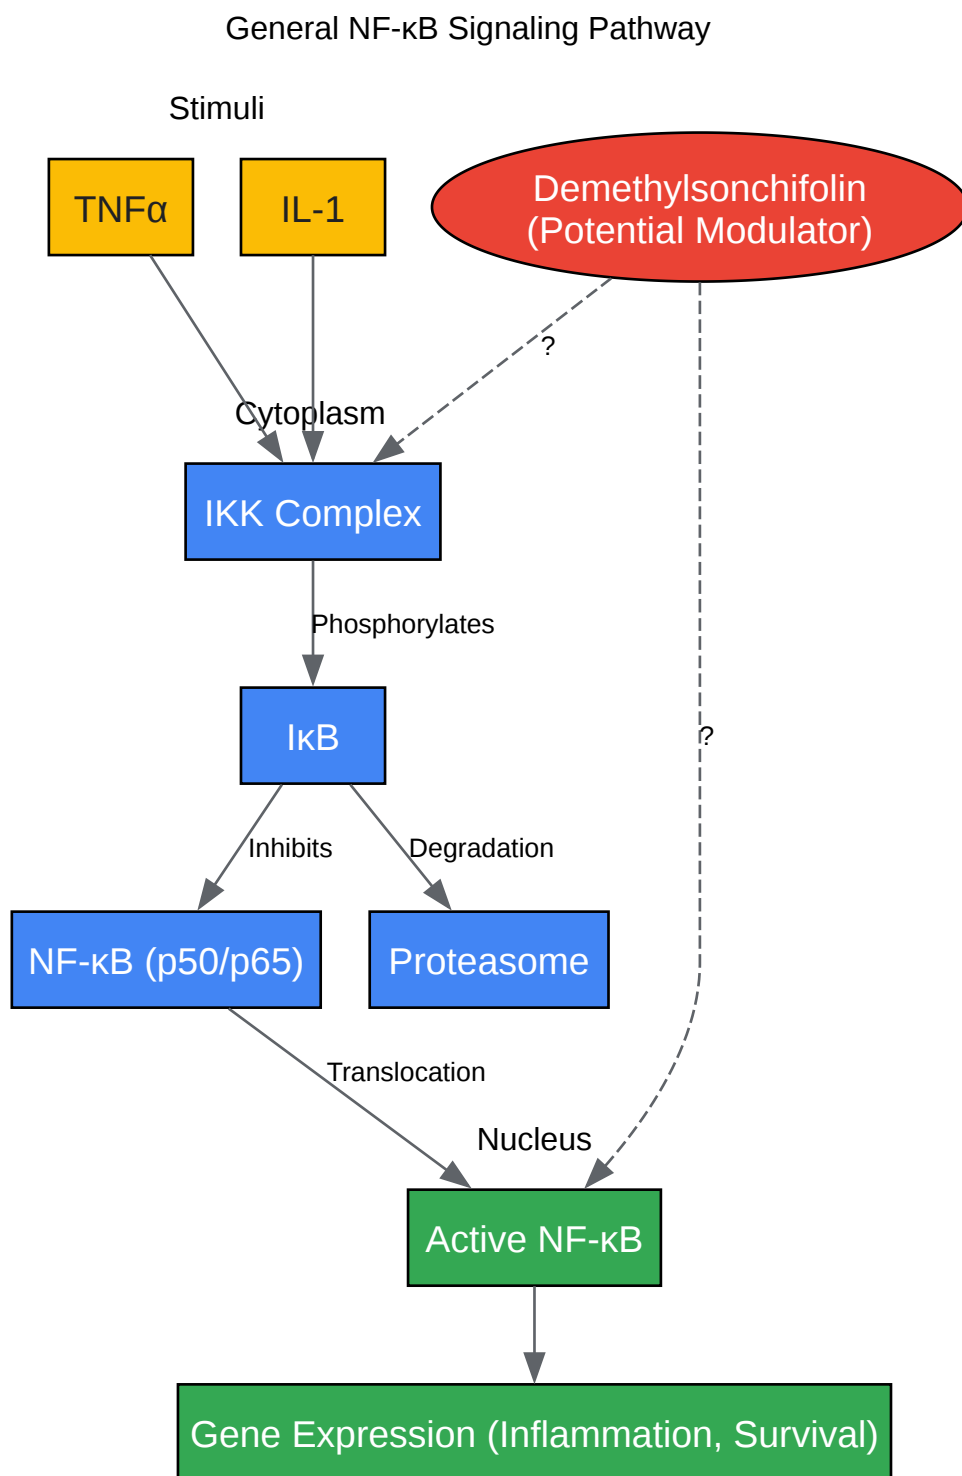 General NF-κB Signaling Pathway
Stimuli
TNFα
IL-1
Demethylsonchifolin
(Potential Modulator)
?
Cytoplasm
IKK Complex
Phosphorylates
IκB
?
Inhibits
Degradation
NF-κB (p50/p65)
Proteasome
Translocation
Nucleus
Active NF-κB
Gene Expression (Inflammation, Survival)